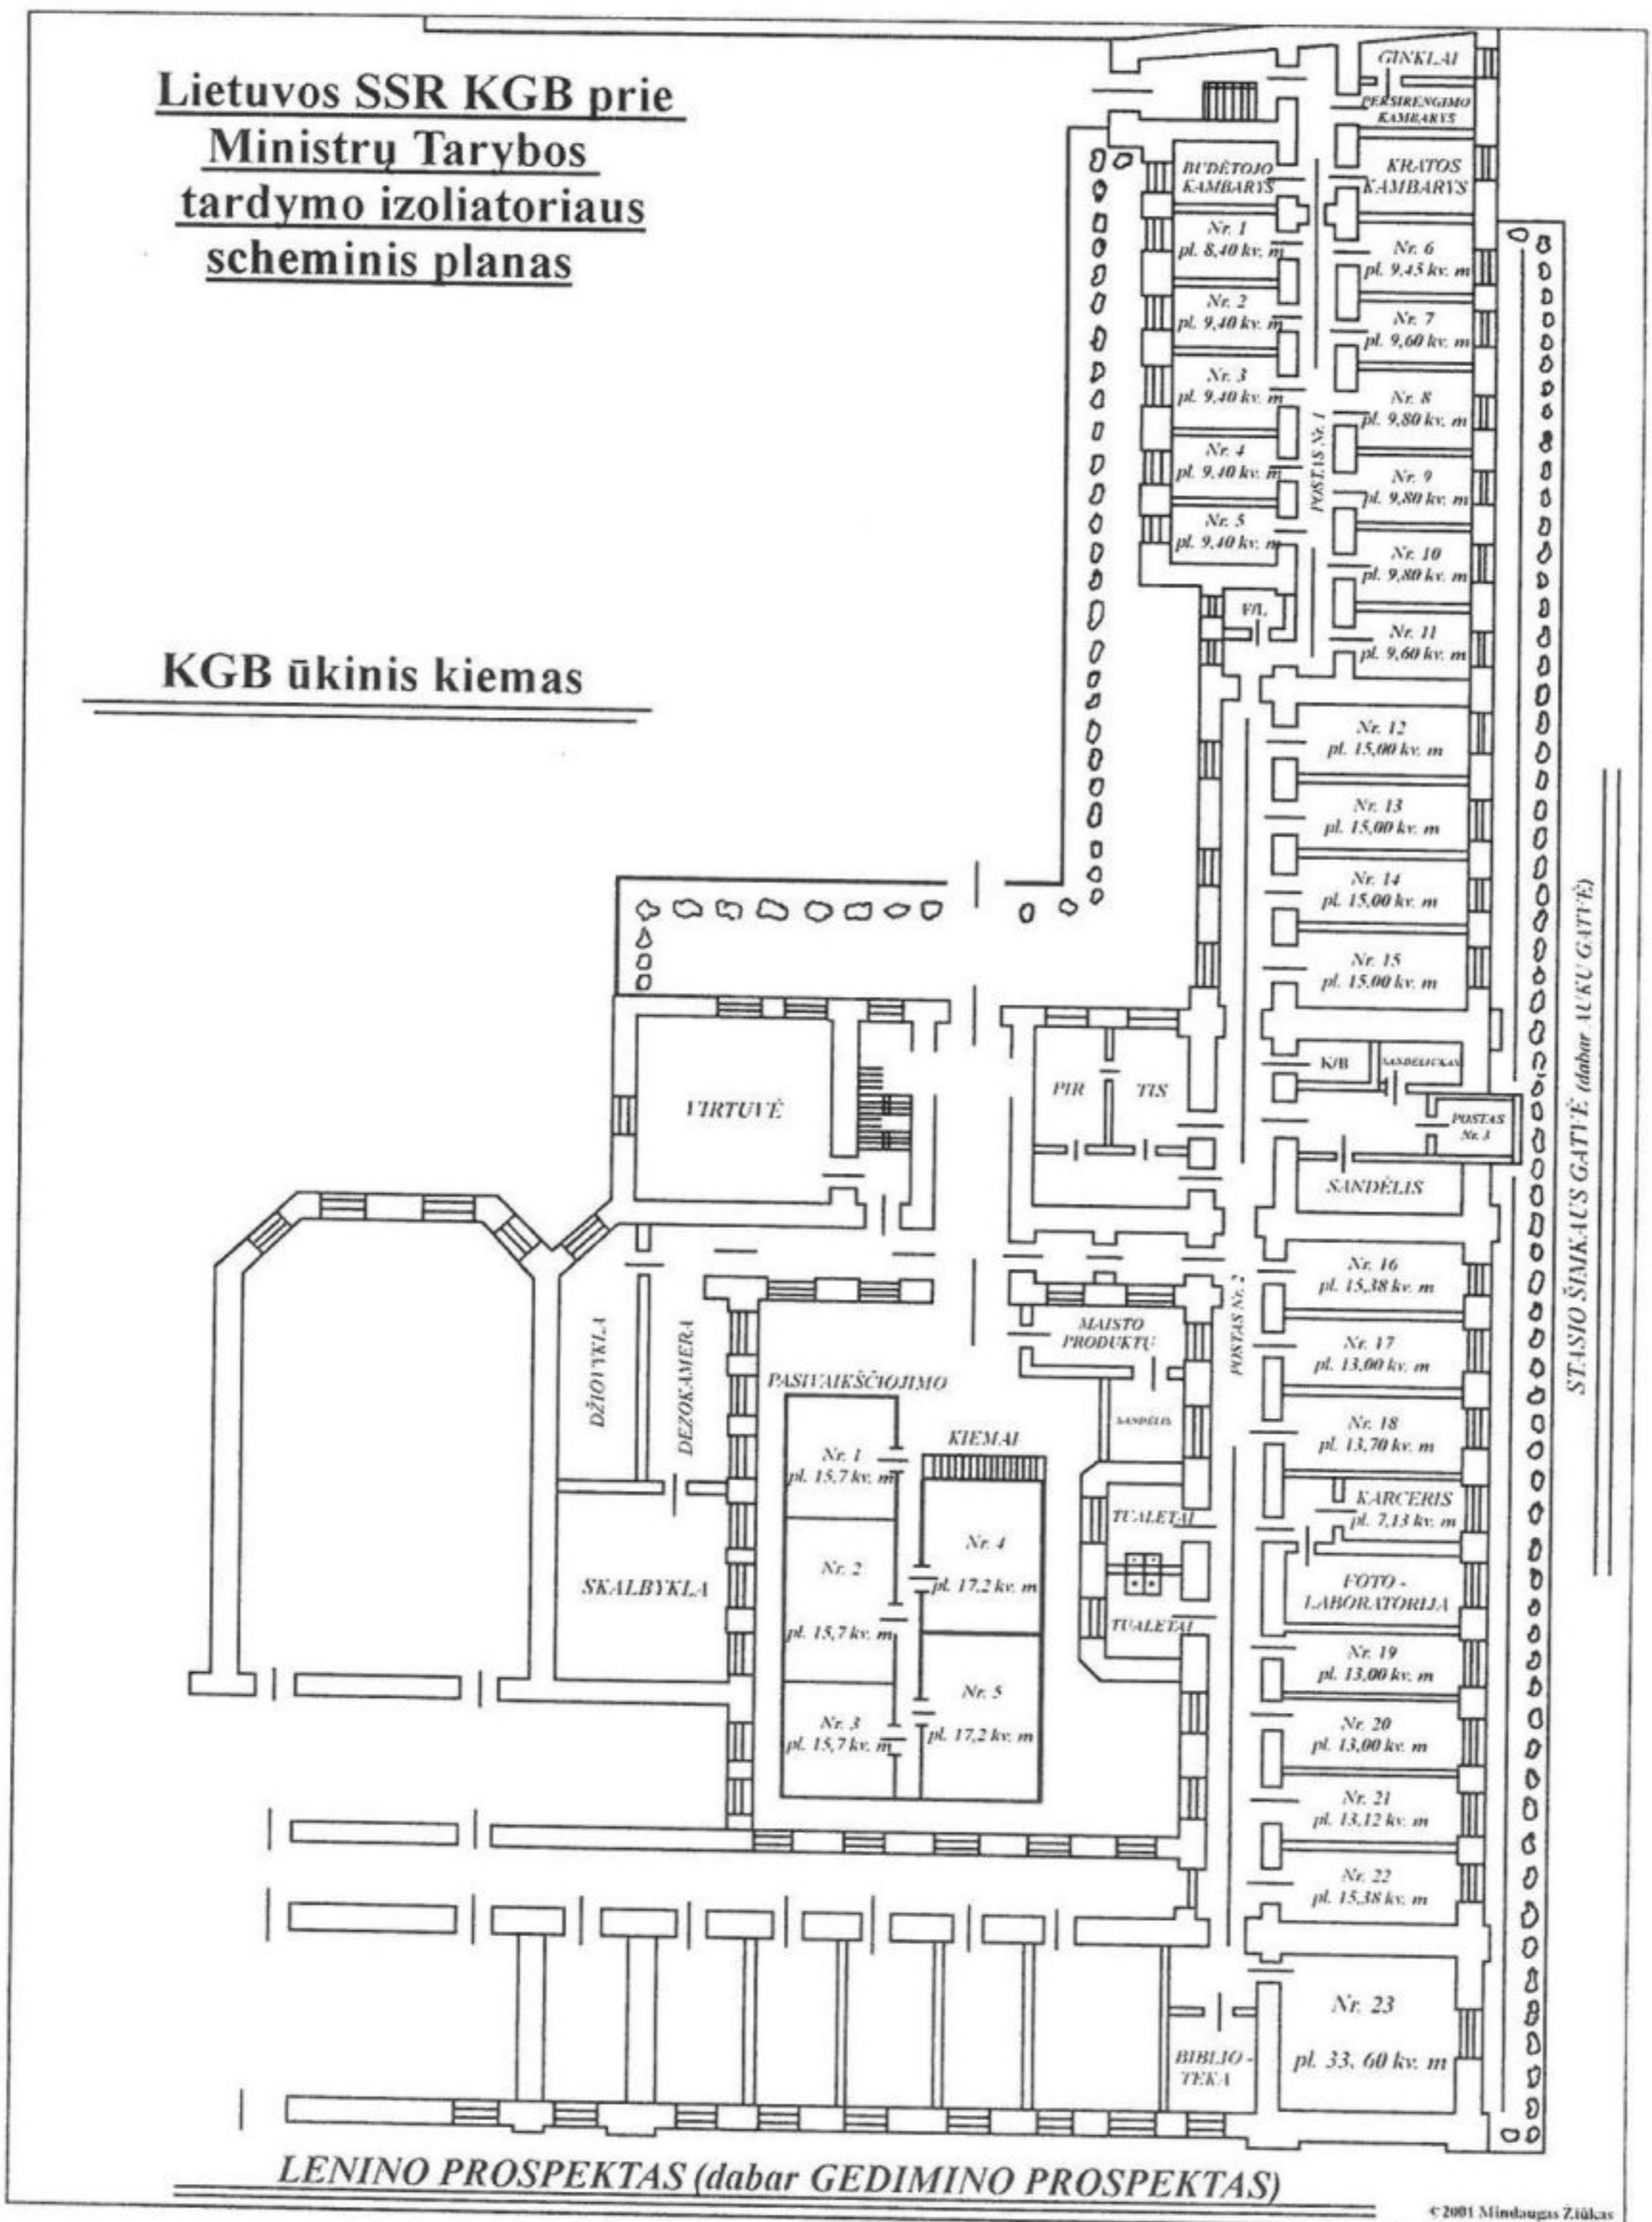 Lietuvos SSR KGB prie
Ministrų Tarybos
tardymo izoliatoriaus
scheminis planas
KGB ūkinis kiemas
GINKLAI
PERSIRENGIMO
KAMBARYS
BUDĖTOJO
KAMBARYS
KRATOS
KAMBARYS
Nr. 1
pl. 8,40 kv. m
Nr. 2
pl. 9,40 kv. m
Nr. 3
pl. 9,40 kv. m
Nr. 4
pl. 9,40 kv. m
Nr. 5
pl. 9,40 kv. m
F/L
POSTAS Nr. 1
Nr. 6
pl. 9,45 kv. m
Nr. 7
pl. 9,60 kv. m
Nr. 8
pl. 9,80 kv. m
Nr. 9
pl. 9,80 kv. m
Nr. 10
pl. 9,80 kv. m
Nr. 11
pl. 9,60 kv. m
Nr. 12
pl. 15,00 kv. m
Nr. 13
pl. 15,00 kv. m
Nr. 14
pl. 15,00 kv. m
Nr. 15
pl. 15,00 kv. m
K/B
SANDĖLIUKAS
POSTAS
Nr. 3
SANDĖLIS
VIRTUVĖ
PIR TIS
DŽIOVYKLA
DEZOKAMERA
SKALBYKLA
MAISTO
PRODUKTŲ
SANDĖLIS
PASIVAIKŠČIOJIMO
KIEMAI
Nr. 1
pl. 15,7 kv. m
Nr. 2
pl. 15,7 kv. m
Nr. 3
pl. 15,7 kv. m
Nr. 4
pl. 17,2 kv. m
Nr. 5
pl. 17,2 kv. m
TUALETAI
TUALETAI
POSTAS Nr. 2
Nr. 16
pl. 15,38 kv. m
Nr. 17
pl. 13,00 kv. m
Nr. 18
pl. 13,70 kv. m
KARCERIS
pl. 7,13 kv. m
FOTO -
LABORATORIJA
Nr. 19
pl. 13,00 kv. m
Nr. 20
pl. 13,00 kv. m
Nr. 21
pl. 13,12 kv. m
Nr. 22
pl. 15,38 kv. m
Nr. 23
pl. 33, 60 kv. m
BIBLIO -
TEKA
STASIO ŠIMKAUS GATVĖ (dabar AUKU GATVĖ)
LENINO PROSPEKTAS (dabar GEDIMINO PROSPEKTAS)
©2001 Mindaugas Žiūkas